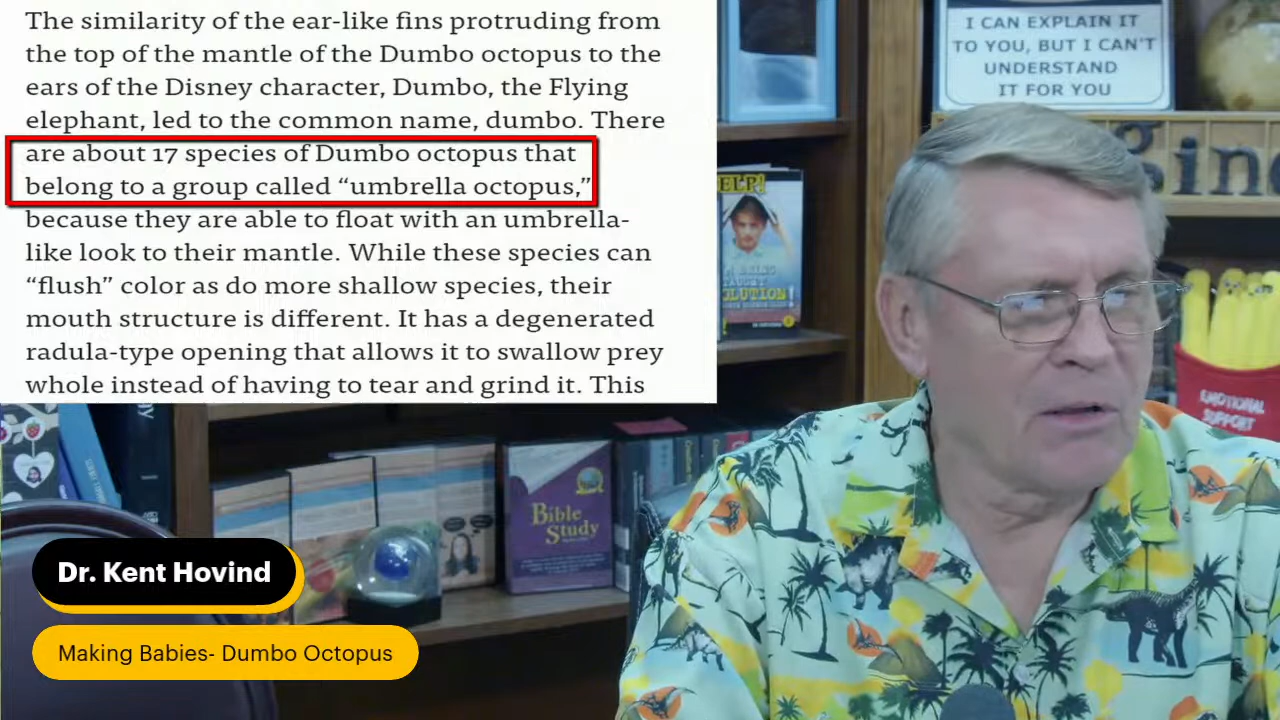 The similarity of the ear-like fins protruding from
the top of the mantle of the Dumbo octopus to the
ears of the Disney character, Dumbo, the Flying
elephant, led to the common name, dumbo. There
are about 17 species of Dumbo octopus that
belong to a group called “umbrella octopus,”
because they are able to float with an umbrella-
like look to their mantle. While these species can
“flush” color as do more shallow species, their
mouth structure is different. It has a degenerated
radula-type opening that allows it to swallow prey
whole instead of having to tear and grind it. This
I CAN EXPLAIN IT
TO YOU, BUT I CAN'T
UNDERSTAND
IT FOR YOU
ELP!
Bible
Study
EMOTIONAL
SUPPORT
Dr. Kent Hovind
Making Babies- Dumbo Octopus